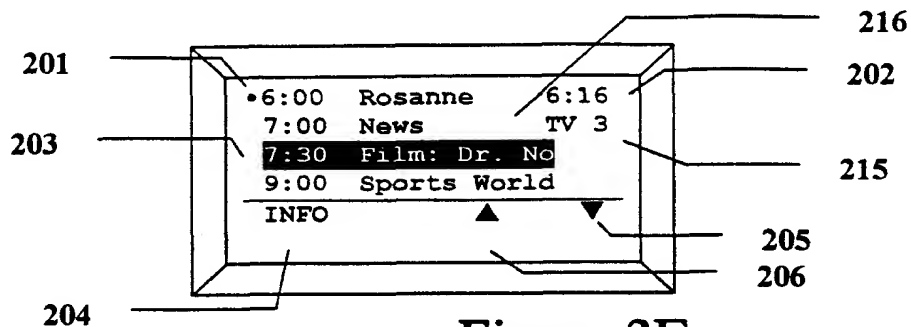 216
201
202
•6:00 Rosanne 6:16
7:00 News TV 3
203
7:30 Film: Dr. No
215
9:00 Sports World
INFO ▲ ▼
205
206
204